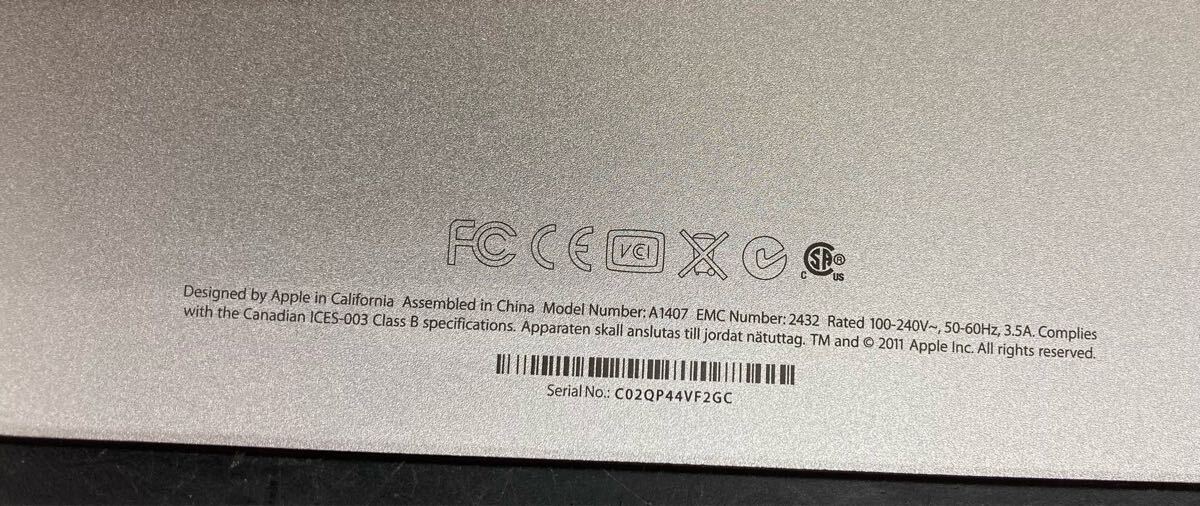 FC CE VCI C SA® US
Designed by Apple in California Assembled in China Model Number: A1407 EMC Number: 2432 Rated 100-240V~, 50-60Hz, 3.5A. Complies
with the Canadian ICES-003 Class B specifications. Apparaten skall anslutas till jordat nätuttag. TM and © 2011 Apple Inc. All rights reserved.
Serial No.: C02QP44VF2GC